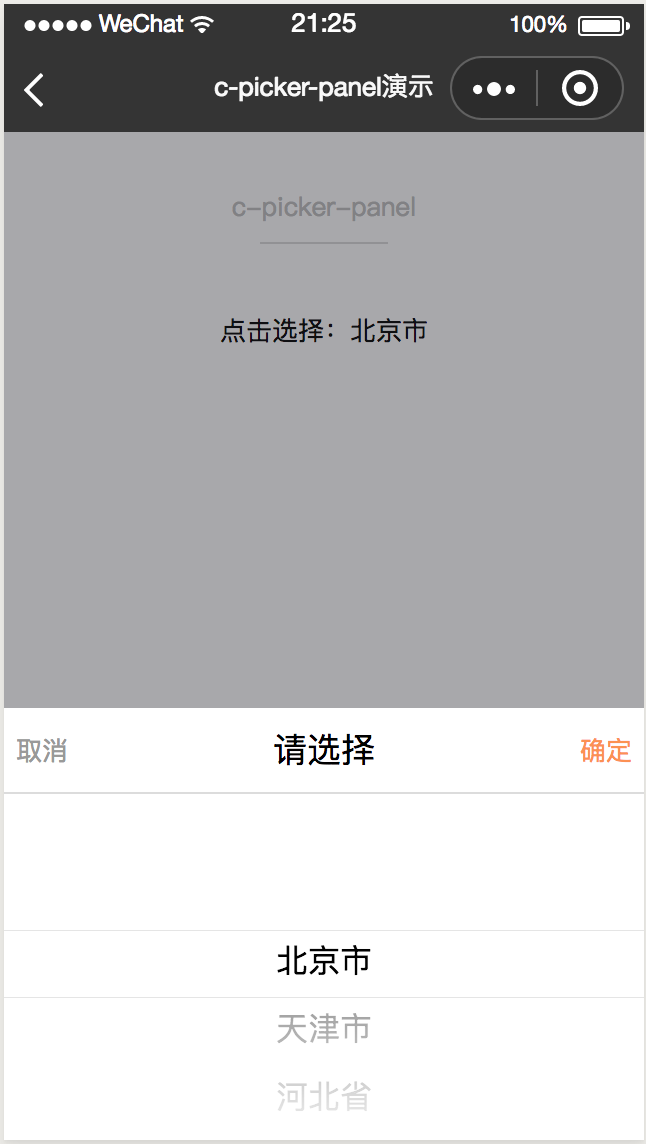 WeChat 21:25 100%
c-picker-panel演示
c-picker-panel
点击选择：北京市
取消 请选择 确定
北京市
天津市
河北省